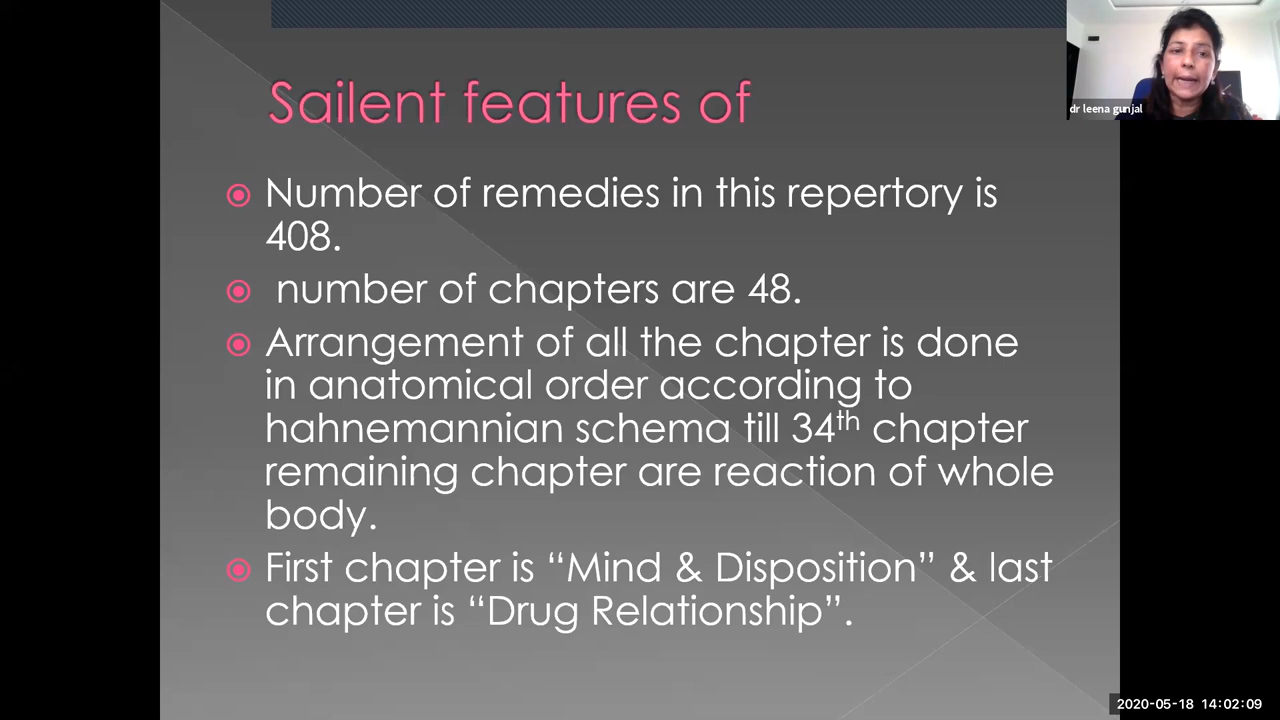 Sailent features of
Number of remedies in this repertory is
408.
number of chapters are 48.
Arrangement of all the chapter is done
in anatomical order according to
hahnemannian schema till 34th chapter
remaining chapter are reaction of whole
body.
First chapter is “Mind & Disposition” & last
chapter is “Drug Relationship”.
dr leena gunjal
2020-05-18 14:02:09